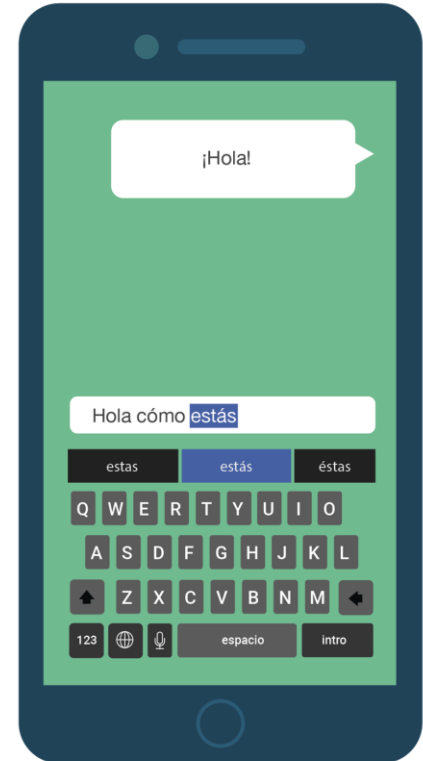 ¡Hola!
Hola cómo estás
estas estás éstas
Q W E R T Y U I O
A S D F G H J K L
Z X C V B N M
123 espacio intro